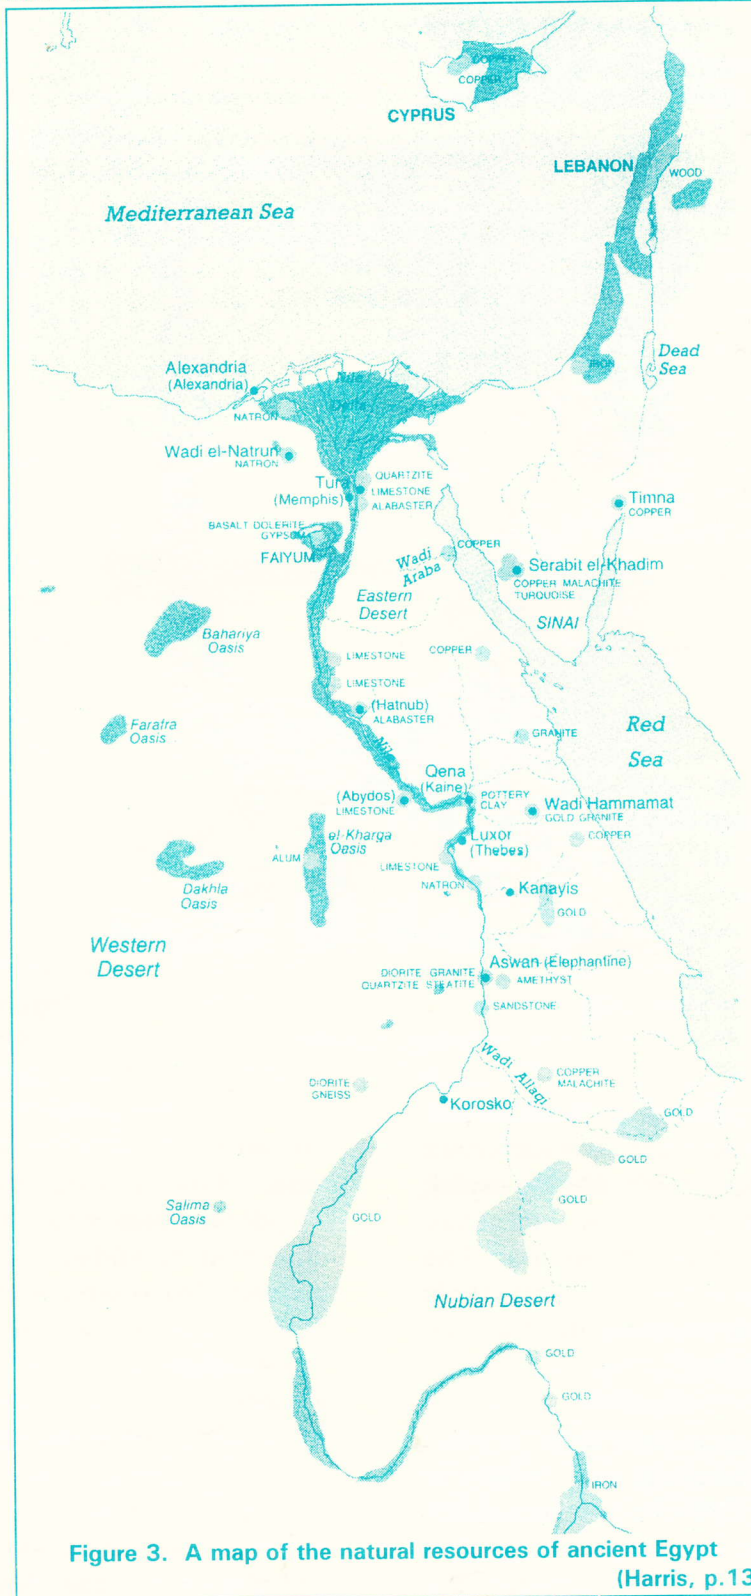 COPPER
COPPER
CYPRUS
LEBANON
WOOD
Mediterranean Sea
Dead
Sea
IRON
Alexandria
(Alexandria)
Nile
Delta
NATRON
Wadi el-Natrun
NATRON
QUARTZITE
Tura
LIMESTONE
(Memphis)
ALABASTER
Timna
COPPER
BASALT DOLERITE
GYPSUM
FAIYUM
COPPER
Wadi
Araba
Serabit el-Khadim
COPPER MALACHITE
TURQUOISE
Eastern
Desert
SINAI
Bahariya
Oasis
LIMESTONE
COPPER
LIMESTONE
(Hatnub)
ALABASTER
Farafra
Oasis
Red
Sea
GRANITE
Nile
Qena
(Kaine)
(Abydos)
LIMESTONE
POTTERY
CLAY
Wadi Hammamat
GOLD GRANITE
el-Kharga
Oasis
Luxor
(Thebes)
COPPER
ALUM
LIMESTONE
Dakhla
Oasis
NATRON
Kanayis
GOLD
Western
Desert
Aswan (Elephantine)
DIORITE GRANITE
QUARTZITE STEATITE
AMETHYST
SANDSTONE
Wadi Allaqi
COPPER
MALACHITE
DIORITE
GNEISS
Korosko
GOLD
GOLD
GOLD
Salima
Oasis
GOLD
Nubian Desert
GOLD
GOLD
IRON
Figure 3. A map of the natural resources of ancient Egypt
(Harris, p.13